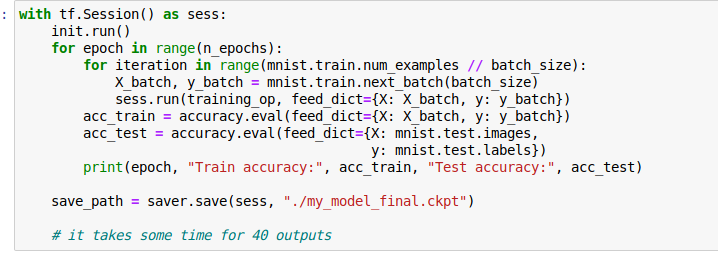 : with tf.Session() as sess:
    init.run()
    for epoch in range(n_epochs):
        for iteration in range(mnist.train.num_examples // batch_size):
            X_batch, y_batch = mnist.train.next_batch(batch_size)
            sess.run(training_op, feed_dict={X: X_batch, y: y_batch})
        acc_train = accuracy.eval(feed_dict={X: X_batch, y: y_batch})
        acc_test = accuracy.eval(feed_dict={X: mnist.test.images,
                                            y: mnist.test.labels})
        print(epoch, "Train accuracy:", acc_train, "Test accuracy:", acc_test)
    save_path = saver.save(sess, "./my_model_final.ckpt")
    # it takes some time for 40 outputs